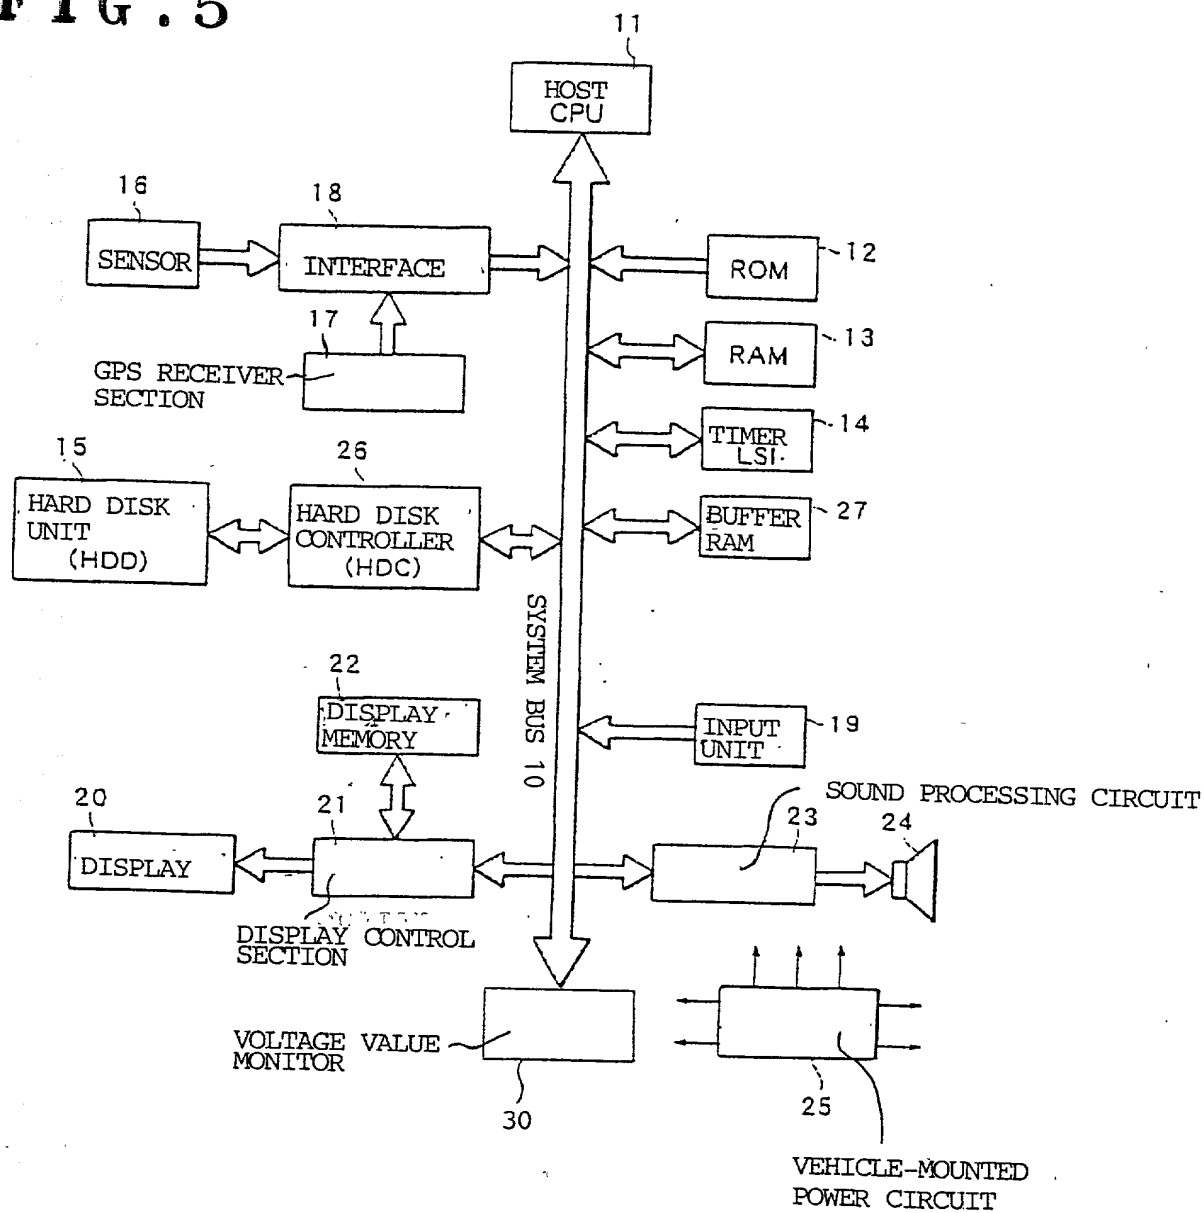 FIG.5
11
HOST
CPU
16
SENSOR
18
INTERFACE
12
ROM
17
GPS RECEIVER
SECTION
13
RAM
14
TIMER
LSI
15
HARD DISK
UNIT
(HDD)
26
HARD DISK
CONTROLLER
(HDC)
27
BUFFER
RAM
SYSTEM BUS 10
22
DISPLAY
MEMORY
19
INPUT
UNIT
SOUND PROCESSING CIRCUIT
20
DISPLAY
21
23
24
DISPLAY CONTROL
SECTION
VOLTAGE VALUE
MONITOR
30
25
VEHICLE-MOUNTED
POWER CIRCUIT